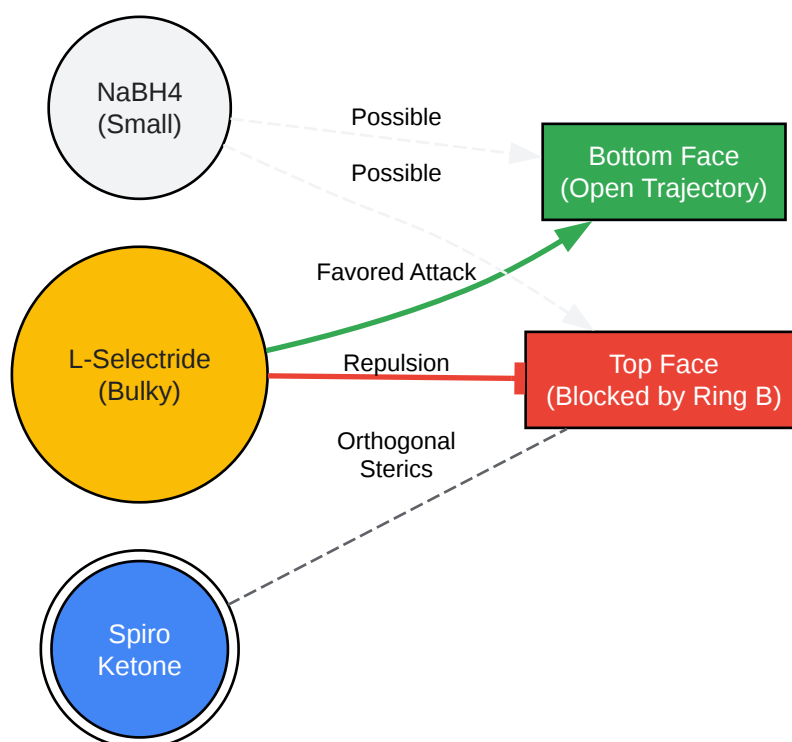 NaBH4
(Small)
Possible
Possible
Bottom Face
(Open Trajectory)
Favored Attack
L-Selectride
(Bulky)
Repulsion
Top Face
(Blocked by Ring B)
Orthogonal
Sterics
Spiro
Ketone